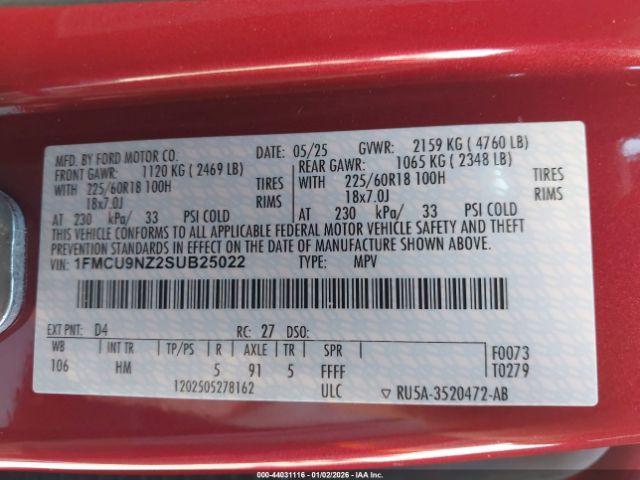 MFD. BY FORD MOTOR CO.
DATE: 05/25 GVWR: 2159 KG ( 4760 LB)
FRONT GAWR: 1120 KG ( 2469 LB)
REAR GAWR: 1065 KG ( 2348 LB)
WITH 225/60R18 100H TIRES
WITH 225/60R18 100H TIRES
18x7.0J RIMS
18x7.0J RIMS
AT 230 kPa/ 33 PSI COLD
AT 230 kPa/ 33 PSI COLD
THIS VEHICLE CONFORMS TO ALL APPLICABLE FEDERAL MOTOR VEHICLE SAFETY AND THEFT
PREVENTION STANDARDS IN EFFECT ON THE DATE OF MANUFACTURE SHOWN ABOVE.
VIN: 1FMCU9NZ2SUB25022 TYPE: MPV
EXT PNT: D4 RC: 27 DSO:
WB INT TR TP/PS R AXLE TR SPR
106 HM 5 91 5 FFFF
F0073
T0279
1202505278162 ULC
▽ RU5A-3520472-AB
© 44031116 - 01/02/2026 - IAA Inc.